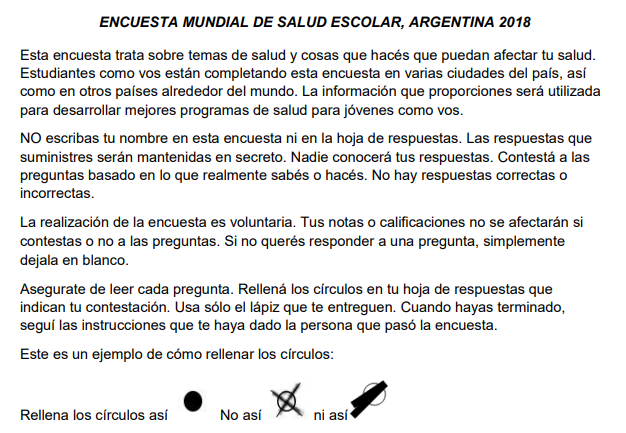 ENCUESTA MUNDIAL DE SALUD ESCOLAR, ARGENTINA 2018
Esta encuesta trata sobre temas de salud y cosas que hacés que puedan afectar tu salud.
Estudiantes como vos están completando esta encuesta en varias ciudades del país, así
como en otros países alrededor del mundo. La información que proporciones será utilizada
para desarrollar mejores programas de salud para jóvenes como vos.
NO escribas tu nombre en esta encuesta ni en la hoja de respuestas. Las respuestas que
suministres serán mantenidas en secreto. Nadie conocerá tus respuestas. Contestá a las
preguntas basado en lo que realmente sabés o hacés. No hay respuestas correctas o
incorrectas.
La realización de la encuesta es voluntaria. Tus notas o calificaciones no se afectarán si
contestas o no a las preguntas. Si no querés responder a una pregunta, simplemente
dejala en blanco.
Asegurate de leer cada pregunta. Rellená los círculos en tu hoja de respuestas que
indican tu contestación. Usa sólo el lápiz que te entreguen. Cuando hayas terminado,
seguí las instrucciones que te haya dado la persona que pasó la encuesta.
Este es un ejemplo de cómo rellenar los círculos:
Rellena los círculos así No así ni así